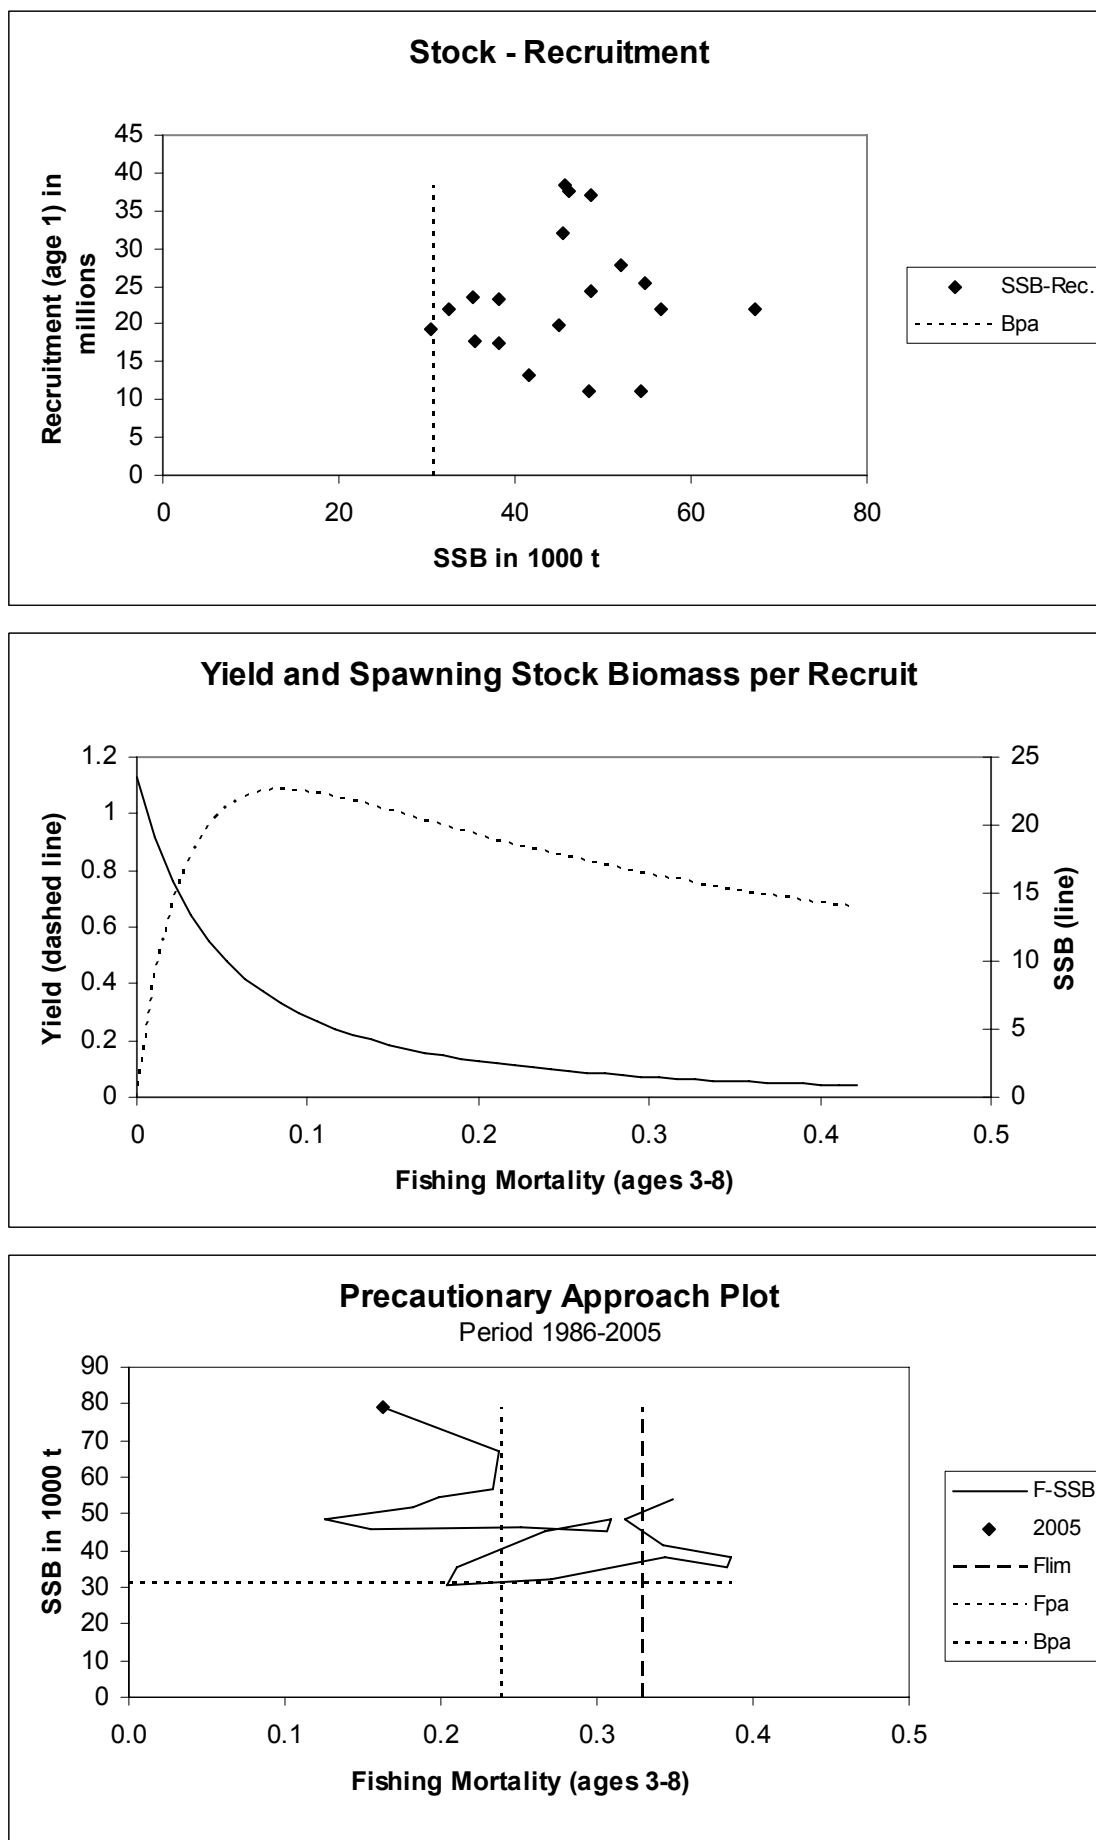 Stock - Recruitment
Recruitment (age 1) in
millions
45
40
35
30
25
20
15
10
5
0
0 20 40 60 80
SSB in 1000 t
SSB-Rec.
Bpa
Yield and Spawning Stock Biomass per Recruit
Yield (dashed line)
1.2
1
0.8
0.6
0.4
0.2
0
25
20
15
10
5
0
SSB (line)
0 0.1 0.2 0.3 0.4 0.5
Fishing Mortality (ages 3-8)
Precautionary Approach Plot
Period 1986-2005
SSB in 1000 t
90
80
70
60
50
40
30
20
10
0
0.0 0.1 0.2 0.3 0.4 0.5
Fishing Mortality (ages 3-8)
F-SSB
2005
Flim
Fpa
Bpa